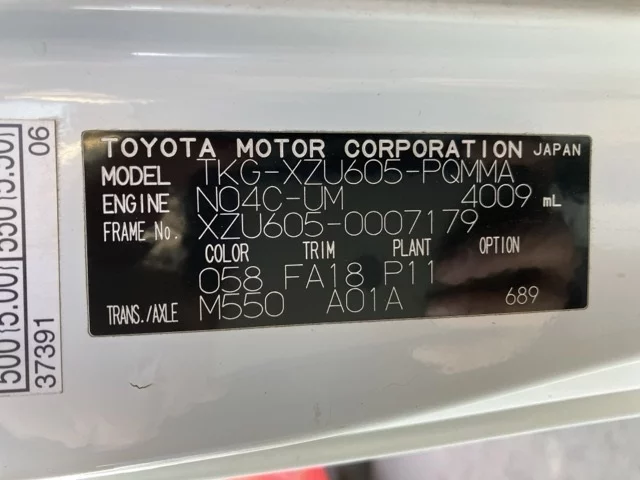 TOYOTA MOTOR CORPORATION JAPAN
MODEL TKG-XZU605-PQMMA
ENGINE N04C-UM 4009 mL
FRAME No. XZU605-0007179
COLOR TRIM PLANT OPTION
058 FA18 P11
TRANS./AXLE M550 A01A 689
37391 06